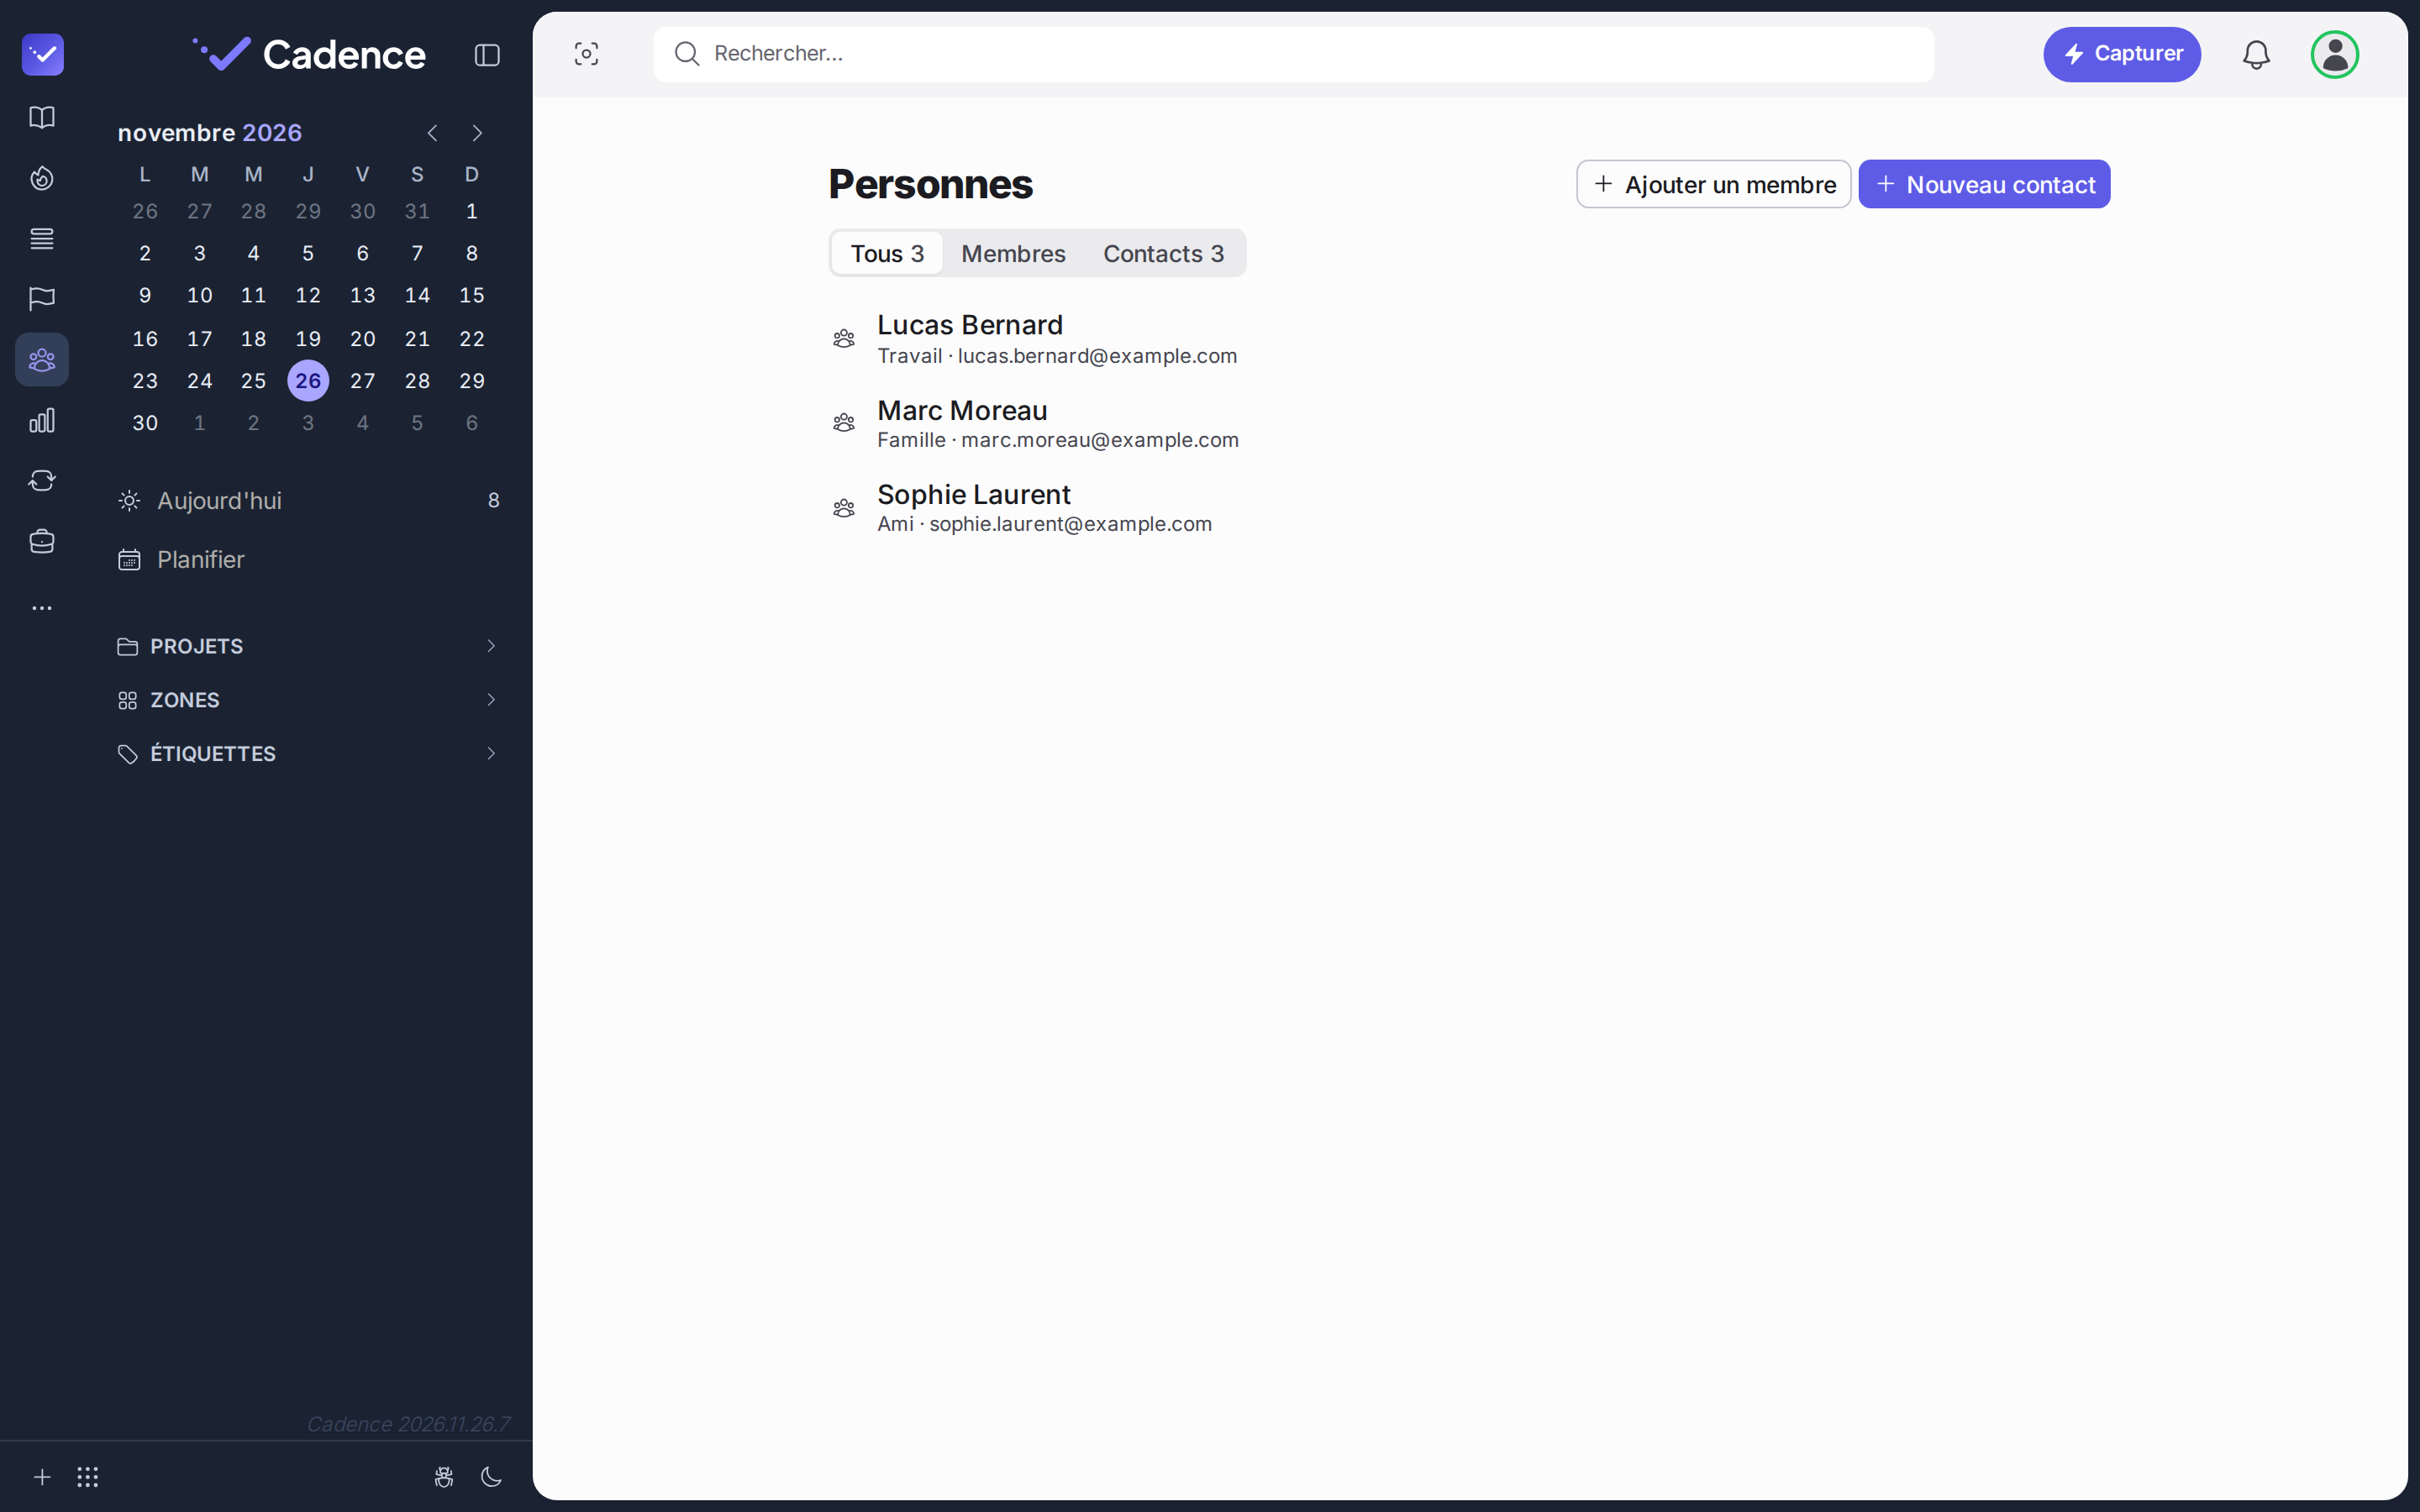 Cadence
novembre 2026
L M M J V S D
26 27 28 29 30 31 1
2 3 4 5 6 7 8
9 10 11 12 13 14 15
16 17 18 19 20 21 22
23 24 25 26 27 28 29
30 1 2 3 4 5 6
Aujourd'hui 8
Planifier
PROJETS
ZONES
ÉTIQUETTES
Cadence 2026.11.26.7
Rechercher...
Capturer
Personnes
Ajouter un membre
Nouveau contact
Tous 3 Membres Contacts 3
Lucas Bernard
Travail · lucas.bernard@example.com
Marc Moreau
Famille · marc.moreau@example.com
Sophie Laurent
Ami · sophie.laurent@example.com